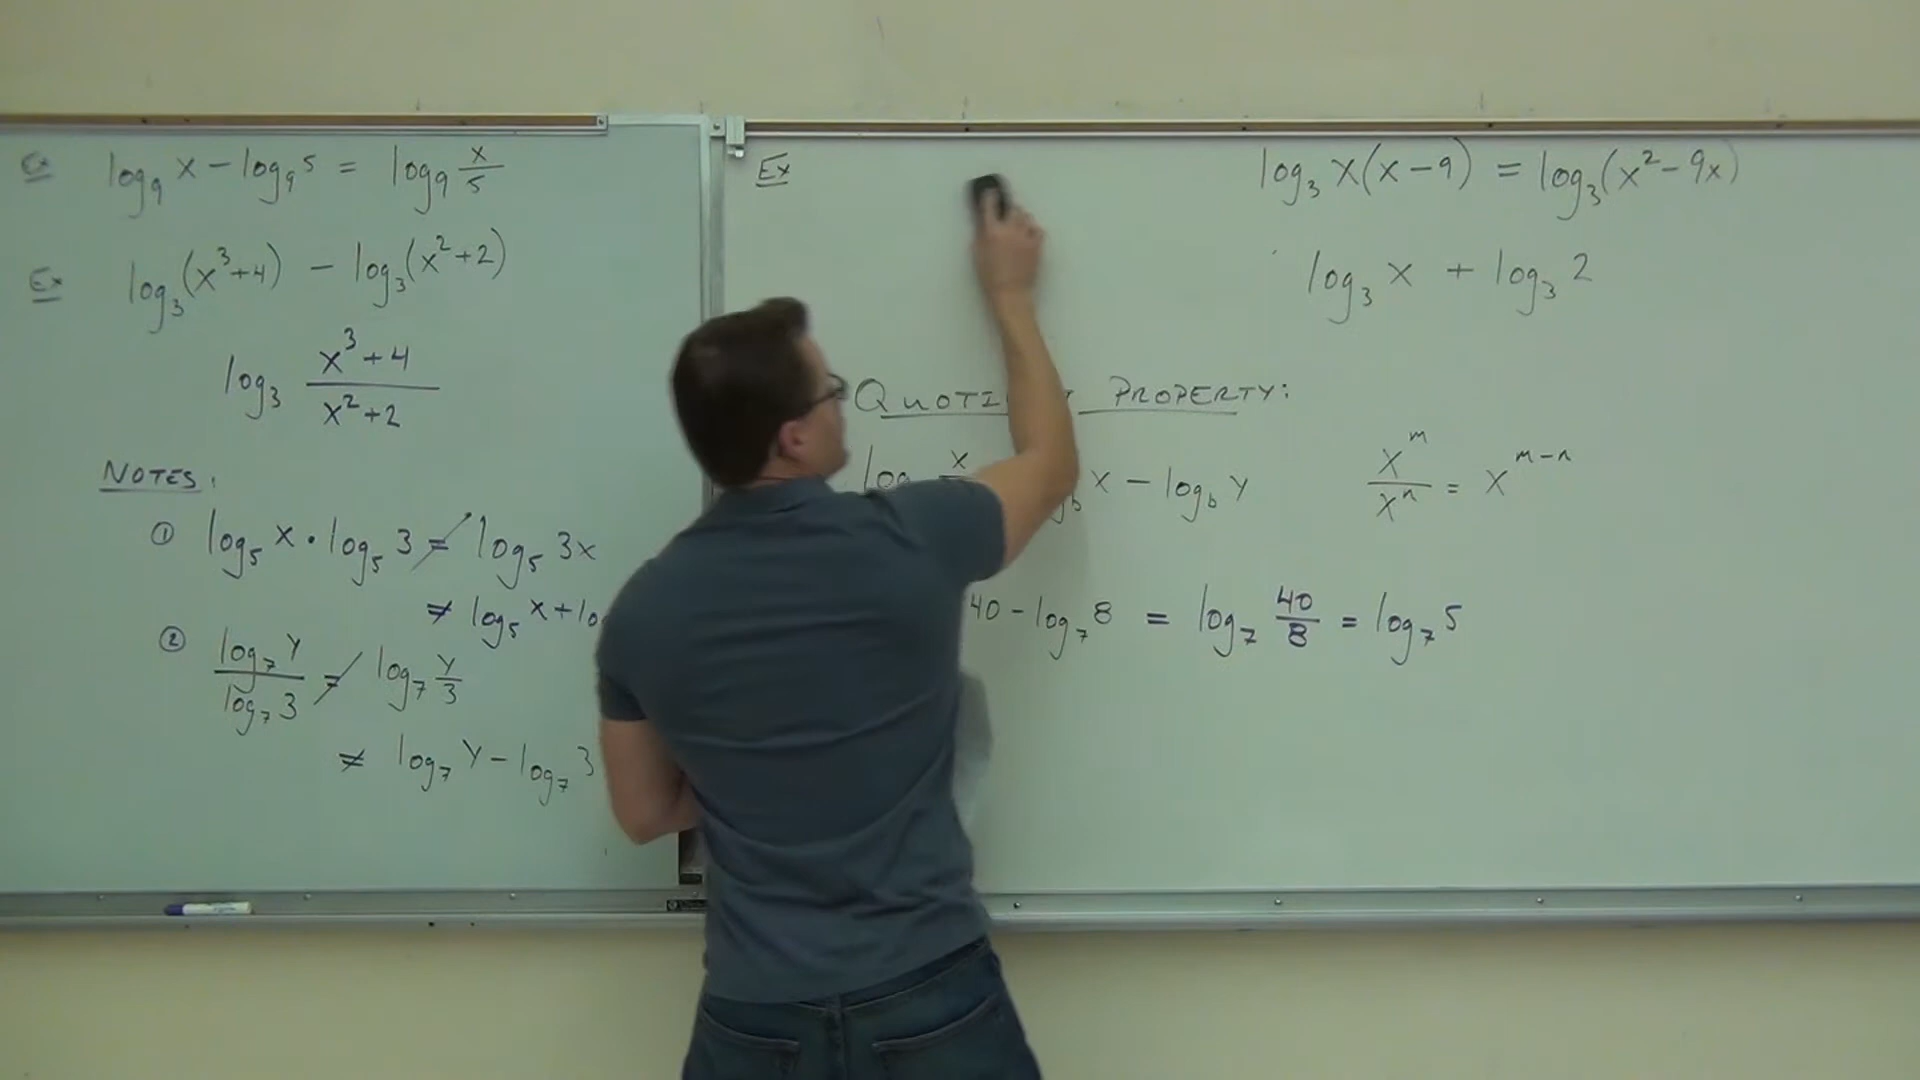 Ex log₉ x − log₉ 5 = log₉ x/5
Ex log₃(x³+4) − log₃(x²+2)
log₃ (x³+4)/(x²+2)
NOTES:
① log₅ x · log₅ 3 ≠ log₅ 3x
≠ log₅ x + lo
② log₇ y / log₇ 3 ≠ log₇ y/3
≠ log₇ y − log₇ 3
Ex log₃ x(x−9) = log₃(x²−9x)
log₃ x + log₃ 2
PROPERTY:
x − log_b y
x^m/x^n = x^(m−n)
40 − log₇ 8 = log₇ 40/8 = log₇ 5